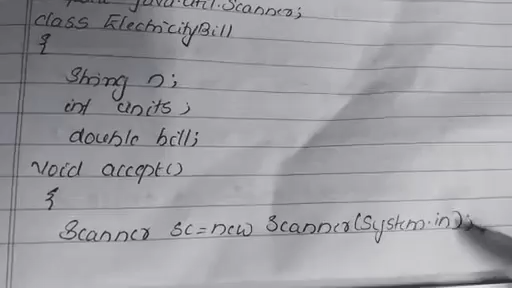 java.util.Scanner;
class ElectricityBill
{
String n;
int units;
double bill;
void accept()
{
Scanner sc=new Scanner(System.in);